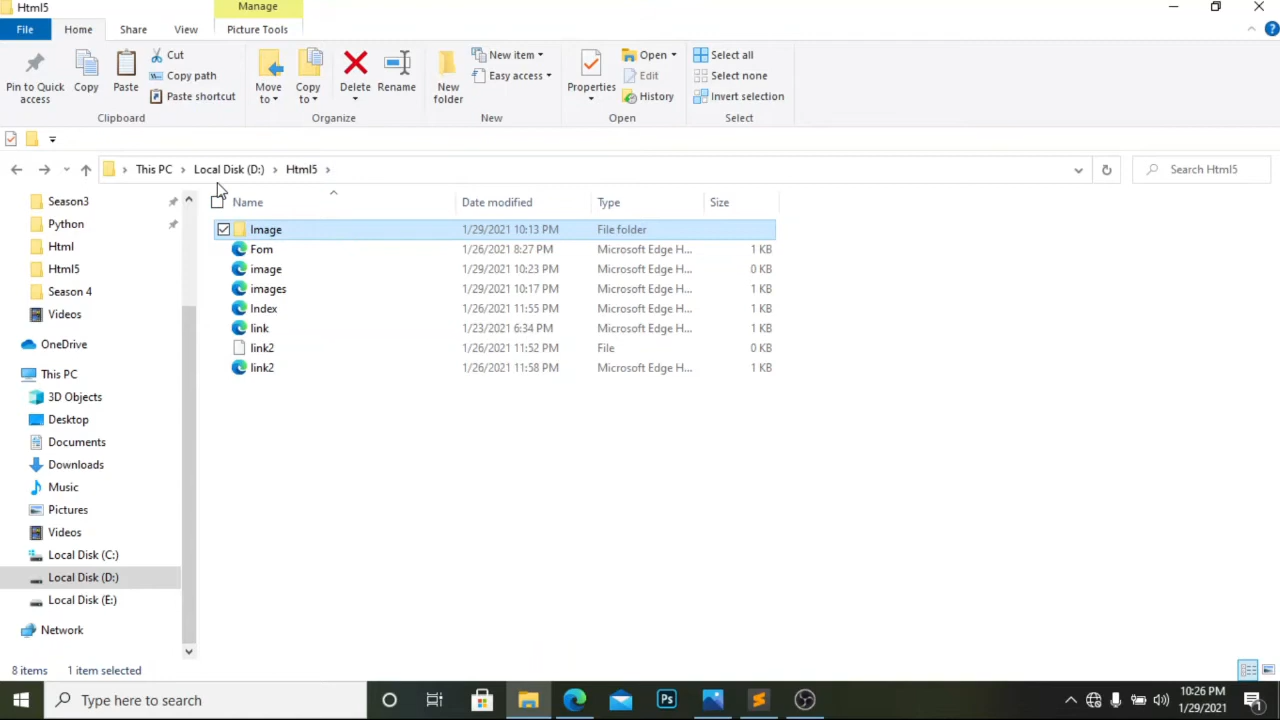 Html5
Manage
File
Home
Share
View
Picture Tools
Pin to Quick access
Copy
Paste
Cut
Copy path
Paste shortcut
Clipboard
Move to
Copy to
Delete
Rename
Organize
New folder
New item
Easy access
New
Properties
Open
Edit
History
Open
Select all
Select none
Invert selection
Select
This PC > Local Disk (D:) > Html5 >
Search Html5
Season3
Python
Html
Html5
Season 4
Videos
OneDrive
This PC
3D Objects
Desktop
Documents
Downloads
Music
Pictures
Videos
Local Disk (C:)
Local Disk (D:)
Local Disk (E:)
Network
Name Date modified Type Size
Image 1/29/2021 10:13 PM File folder
Fom 1/26/2021 8:27 PM Microsoft Edge H... 1 KB
image 1/29/2021 10:23 PM Microsoft Edge H... 0 KB
images 1/29/2021 10:17 PM Microsoft Edge H... 1 KB
Index 1/26/2021 11:55 PM Microsoft Edge H... 1 KB
link 1/23/2021 6:34 PM Microsoft Edge H... 1 KB
link2 1/26/2021 11:52 PM File 0 KB
link2 1/26/2021 11:58 PM Microsoft Edge H... 1 KB
8 items 1 item selected
Type here to search
Ps
10:26 PM
1/29/2021
1